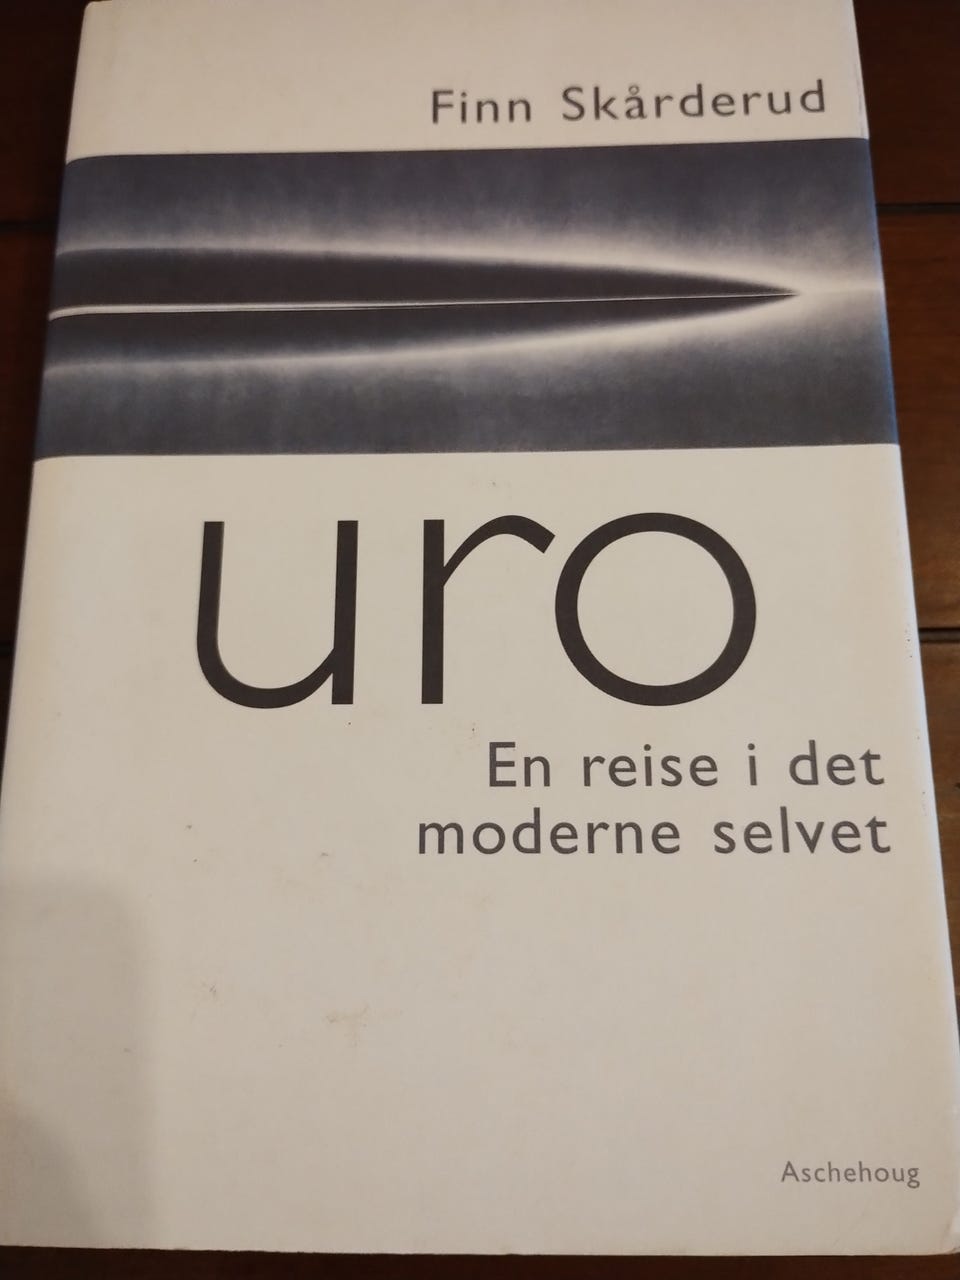 Finn Skårderud
uro
En reise i det
moderne selvet
Aschehoug